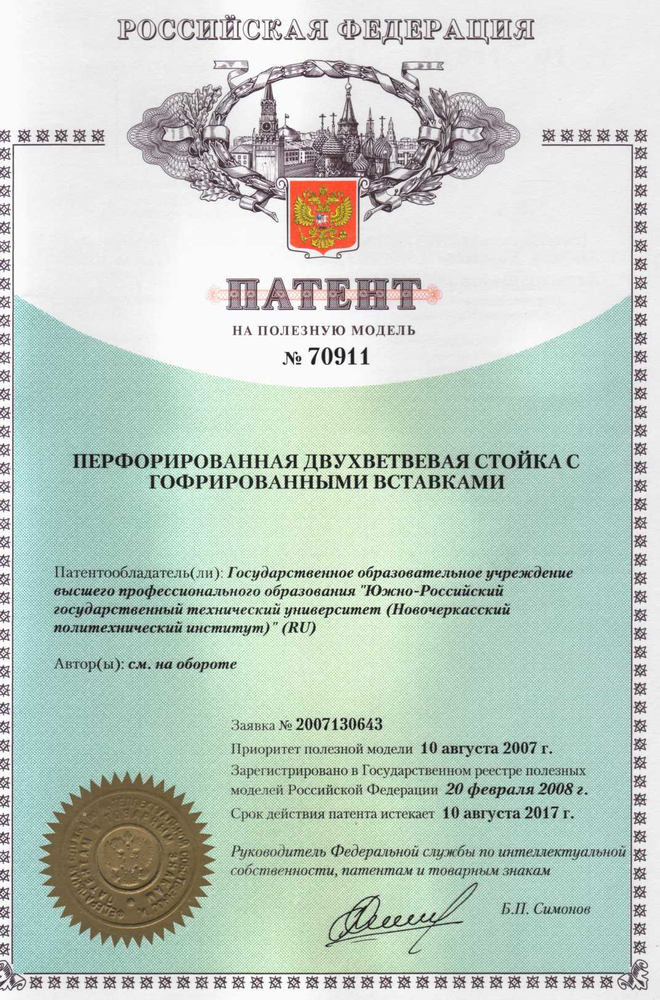 РОССИЙСКАЯ ФЕДЕРАЦИЯ
ПАТЕНТ
НА ПОЛЕЗНУЮ МОДЕЛЬ
№ 70911
ПЕРФОРИРОВАННАЯ ДВУХВЕТВЕВАЯ СТОЙКА С
ГОФРИРОВАННЫМИ ВСТАВКАМИ
Патентообладатель(ли): Государственное образовательное учреждение
высшего профессионального образования "Южно-Российский
государственный технический университет (Новочеркасский
политехнический институт)" (RU)
Автор(ы): см. на обороте
Заявка № 2007130643
Приоритет полезной модели 10 августа 2007 г.
Зарегистрировано в Государственном реестре полезных
моделей Российской Федерации 20 февраля 2008 г.
Срок действия патента истекает 10 августа 2017 г.
Руководитель Федеральной службы по интеллектуальной
собственности, патентам и товарным знакам
Б.П. Симонов